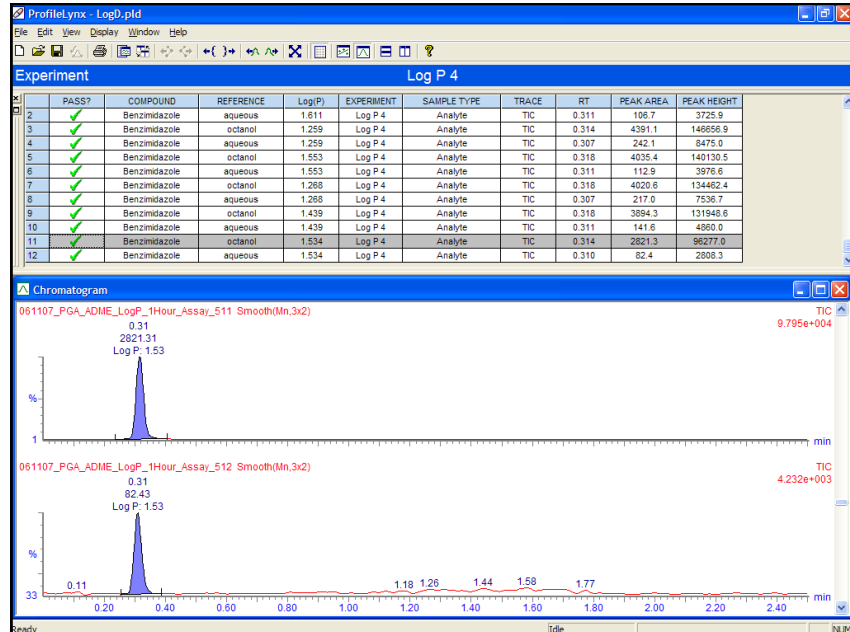 ProfileLynx - LogD.pld
File Edit View Display Window Help
Experiment Log P 4
PASS? COMPOUND REFERENCE Log(P) EXPERIMENT SAMPLE TYPE TRACE RT PEAK AREA PEAK HEIGHT
2 Benzimidazole aqueous 1.611 Log P 4 Analyte TIC 0.311 106.7 3725.9
3 Benzimidazole octanol 1.259 Log P 4 Analyte TIC 0.314 4391.1 146656.9
4 Benzimidazole aqueous 1.259 Log P 4 Analyte TIC 0.307 242.1 8475.0
5 Benzimidazole octanol 1.553 Log P 4 Analyte TIC 0.318 4035.4 140130.5
6 Benzimidazole aqueous 1.553 Log P 4 Analyte TIC 0.311 112.9 3976.6
7 Benzimidazole octanol 1.268 Log P 4 Analyte TIC 0.318 4020.6 134462.4
8 Benzimidazole aqueous 1.268 Log P 4 Analyte TIC 0.307 217.0 7536.7
9 Benzimidazole octanol 1.439 Log P 4 Analyte TIC 0.318 3894.3 131948.6
10 Benzimidazole aqueous 1.439 Log P 4 Analyte TIC 0.311 141.6 4860.0
11 Benzimidazole octanol 1.534 Log P 4 Analyte TIC 0.314 2821.3 96277.0
12 Benzimidazole aqueous 1.534 Log P 4 Analyte TIC 0.310 82.4 2808.3
Chromatogram
061107_PGA_ADME_LogP_1Hour_Assay_511 Smooth(Mn,3x2) TIC
9.795e+004
0.31
2821.31
Log P: 1.53
%
1 min
061107_PGA_ADME_LogP_1Hour_Assay_512 Smooth(Mn,3x2) TIC
4.232e+003
0.31
82.43
Log P: 1.53
%
0.11 1.18 1.26 1.44 1.58 1.77
33 min
0.20 0.40 0.60 0.80 1.00 1.20 1.40 1.60 1.80 2.00 2.20 2.40
Ready Idle NUM